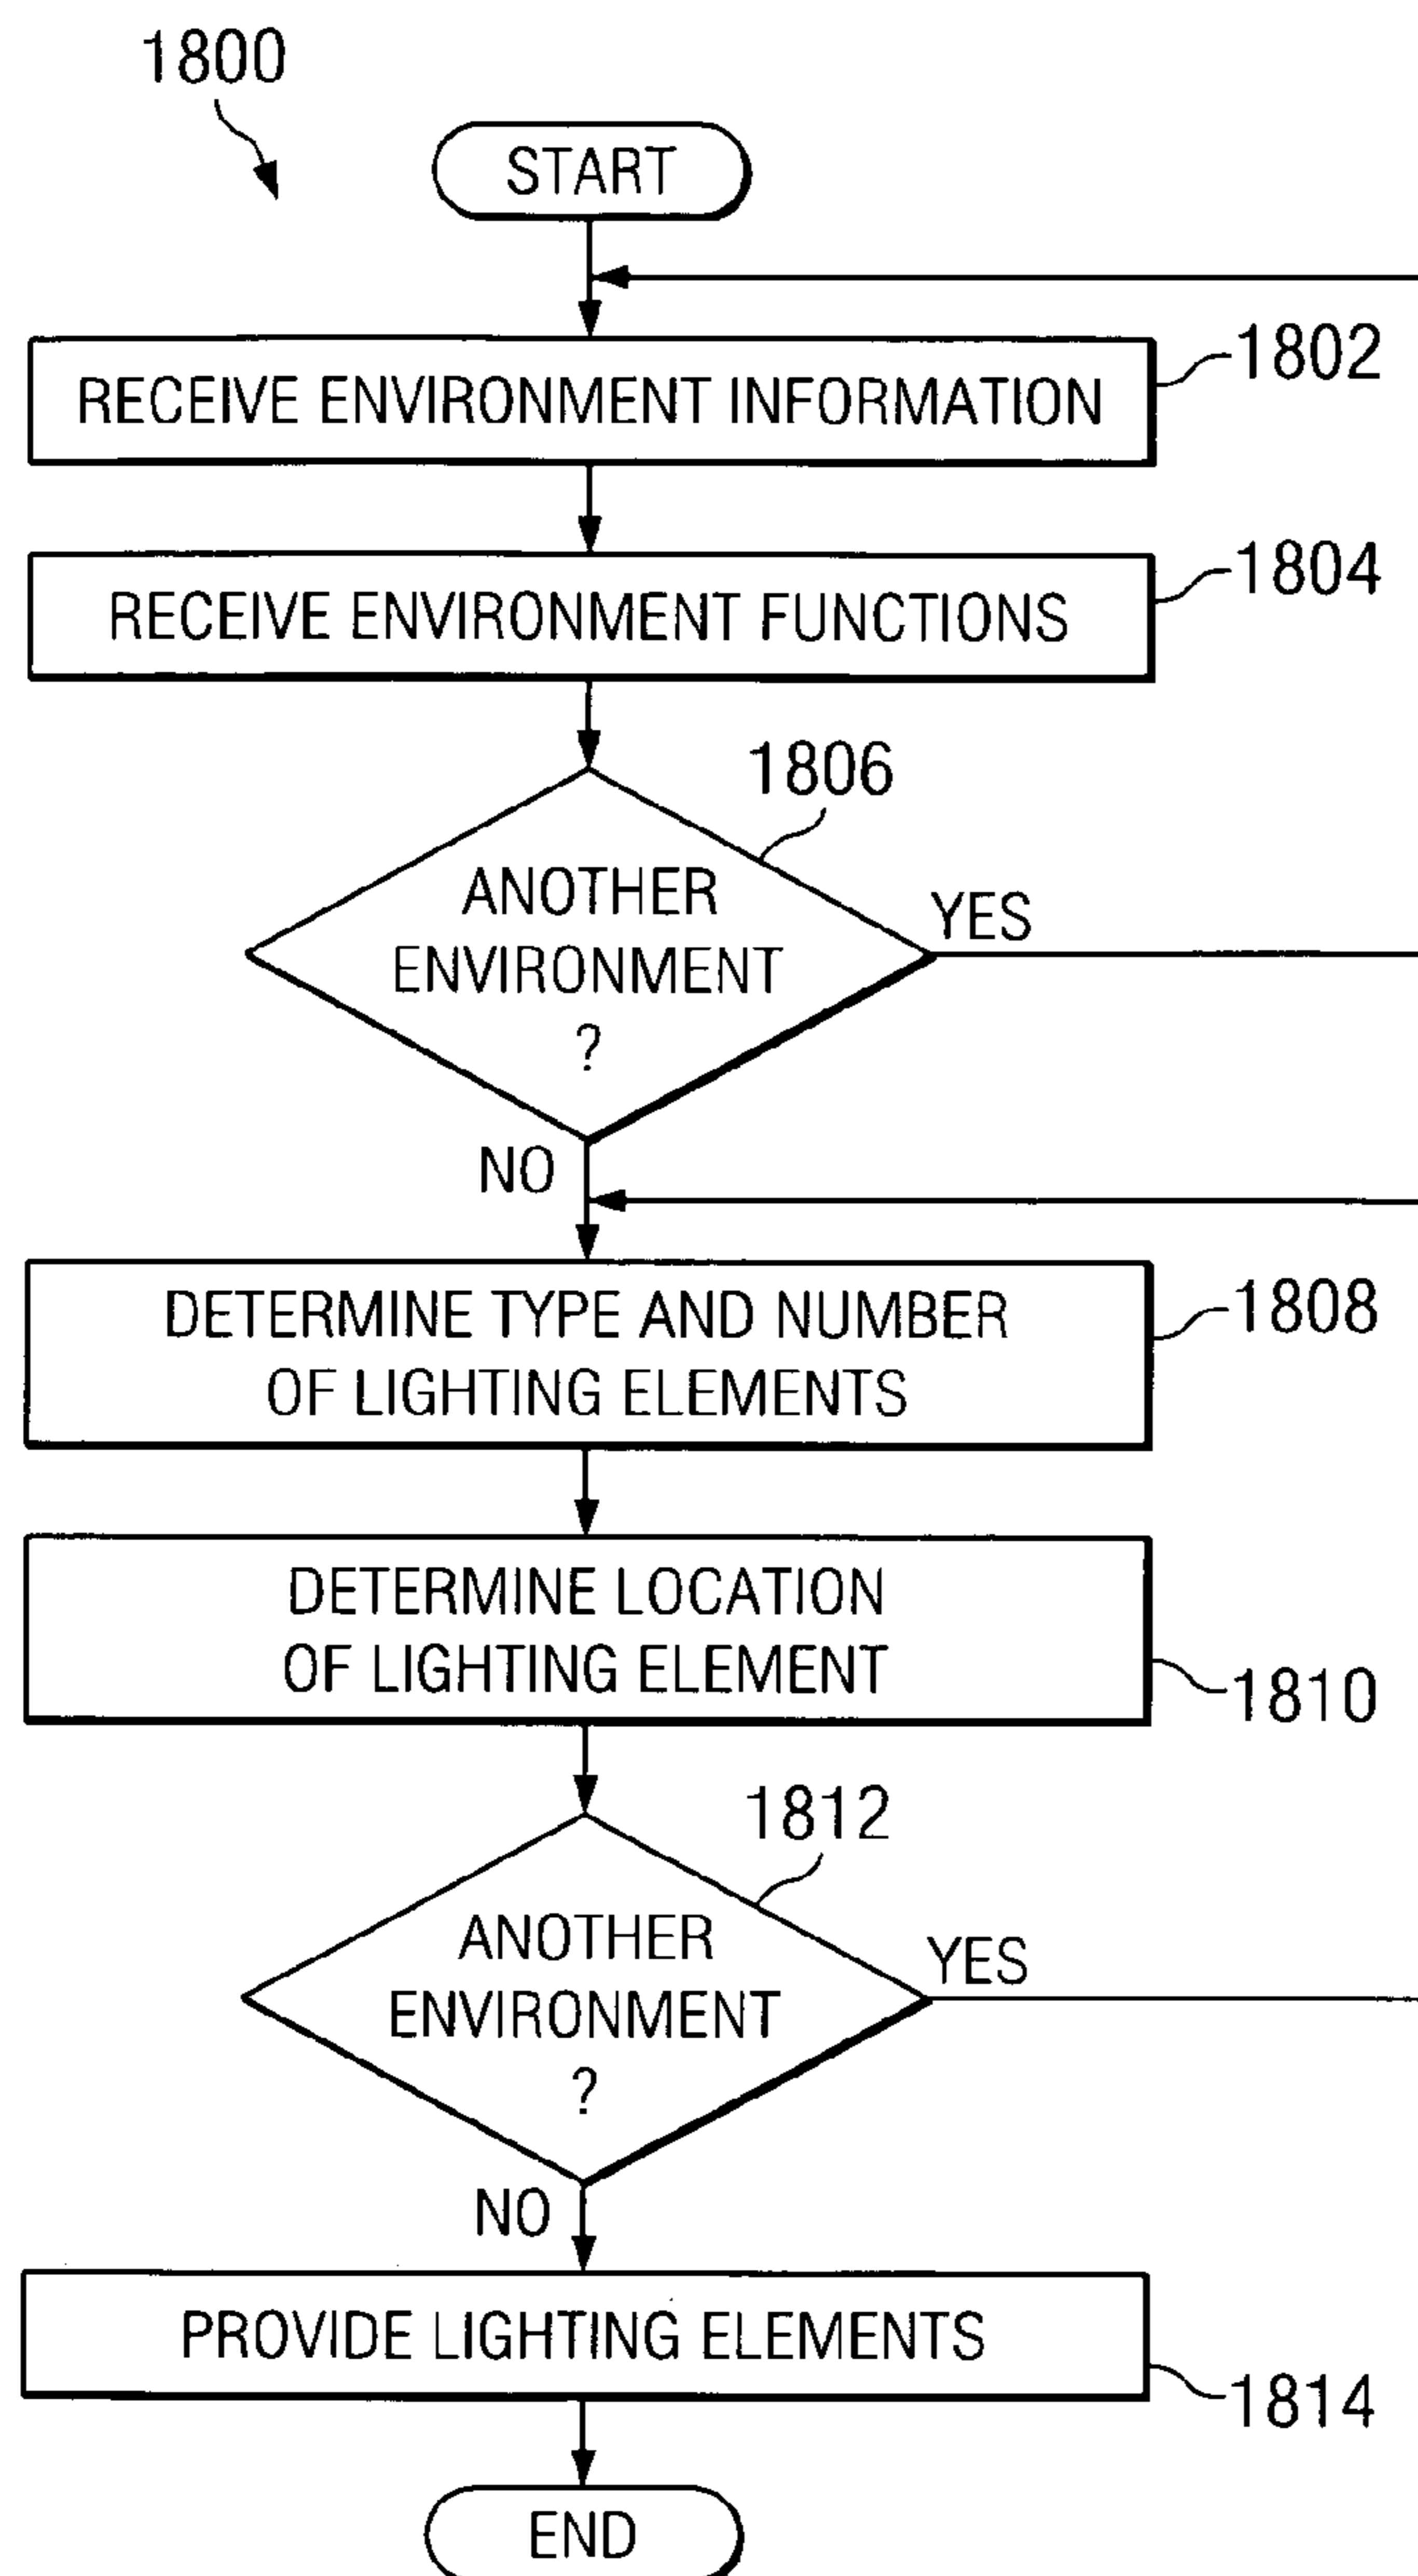 1800
START
RECEIVE ENVIRONMENT INFORMATION
1802
RECEIVE ENVIRONMENT FUNCTIONS
1804
1806
ANOTHER
ENVIRONMENT
?
YES
NO
DETERMINE TYPE AND NUMBER
OF LIGHTING ELEMENTS
1808
DETERMINE LOCATION
OF LIGHTING ELEMENT
1810
1812
ANOTHER
ENVIRONMENT
?
YES
NO
PROVIDE LIGHTING ELEMENTS
1814
END